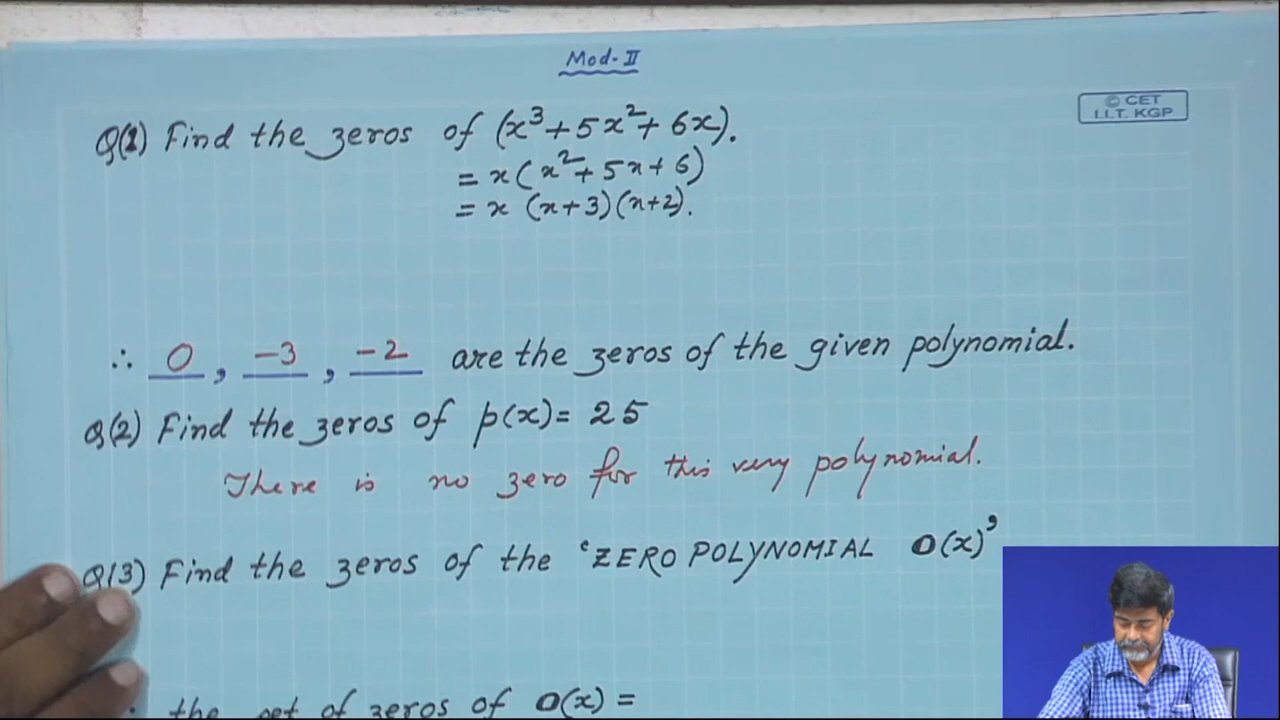 Mod-II
© CET
I.I.T. KGP
Q(1) Find the zeros of (x³+5x²+6x).
= x(x²+5x+6)
= x (x+3)(x+2).
∴ 0, -3, -2 are the zeros of the given polynomial.
Q(2) Find the zeros of p(x)= 25
There is no zero for this very polynomial.
Q(3) Find the zeros of the 'ZERO POLYNOMIAL O(x)'
the set of zeros of O(x) =